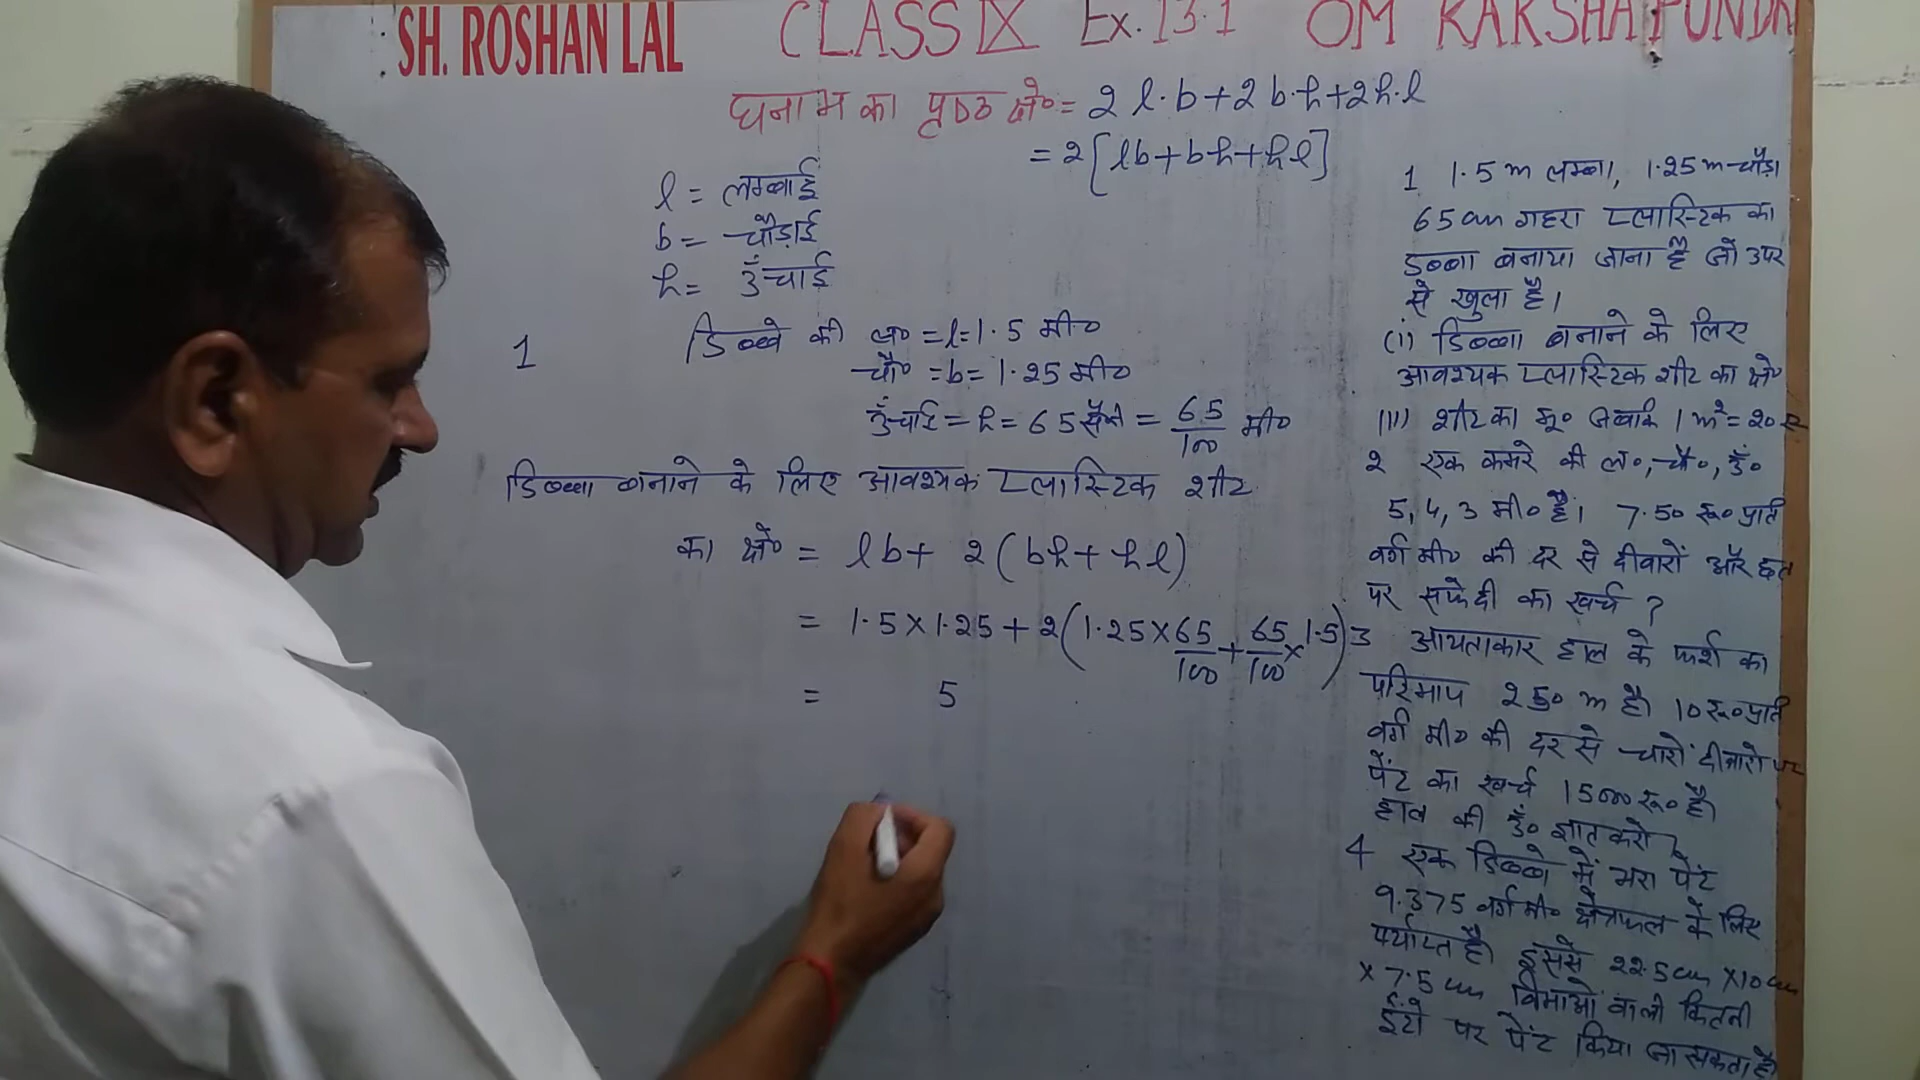 SH. ROSHAN LAL CLASS IX Ex. 13.1 OM KAKSHA PUNDRI
घनाभ का पृष्ठ क्षे० = 2 l·b + 2 b·h + 2h·l
= 2 [lb + bh + hl]
l = लम्बाई
b = चौड़ाई
h = उँचाई
1 डिब्बे की ल० = l = 1.5 मी०
चौ० = b = 1.25 मी०
उँचाई = h = 65 सेंमी = 65/100 मी०
डिब्बा बनाने के लिए आवश्यक प्लास्टिक शीट
का क्षे० = lb + 2 (bh + hl)
= 1.5 × 1.25 + 2 (1.25 × 65/100 + 65/100 × 1.5)
= 5
1 1.5 m लम्बा, 1.25 m चौड़ा
65 cm गहरा प्लास्टिक का
डब्बा बनाया जाना है जो उपर
से खुला है।
(i) डिब्बा बनाने के लिए
आवश्यक प्लास्टिक शीट का क्षे०
(ii) शीट का मू० जबकि 1 m² = 20 रु
2 एक कमरे की ल०, चौ०, उँ०
5, 4, 3 मी० है। 7.50 रू० प्रति
वर्ग मी० की दर से दीवारों और छत
पर सफेदी का खर्च ?
3 आयताकार हाल के फर्श का
परिमाप 250 m है। 10 रू० प्रति
वर्ग मी० की दर से चारों दीवारो पर
पेंट का खर्च 15000 रू० है।
हाल की उँ० ज्ञात करो
4 एक डिब्बे में भरा पेंट
9.375 वर्ग मी० क्षेत्रफल के लिए
पर्याप्त है। इससे 22.5 cm × 10 cm
× 7.5 cm विमाओं वाली कितनी
ईंटो पर पेंट किया जा सकता है